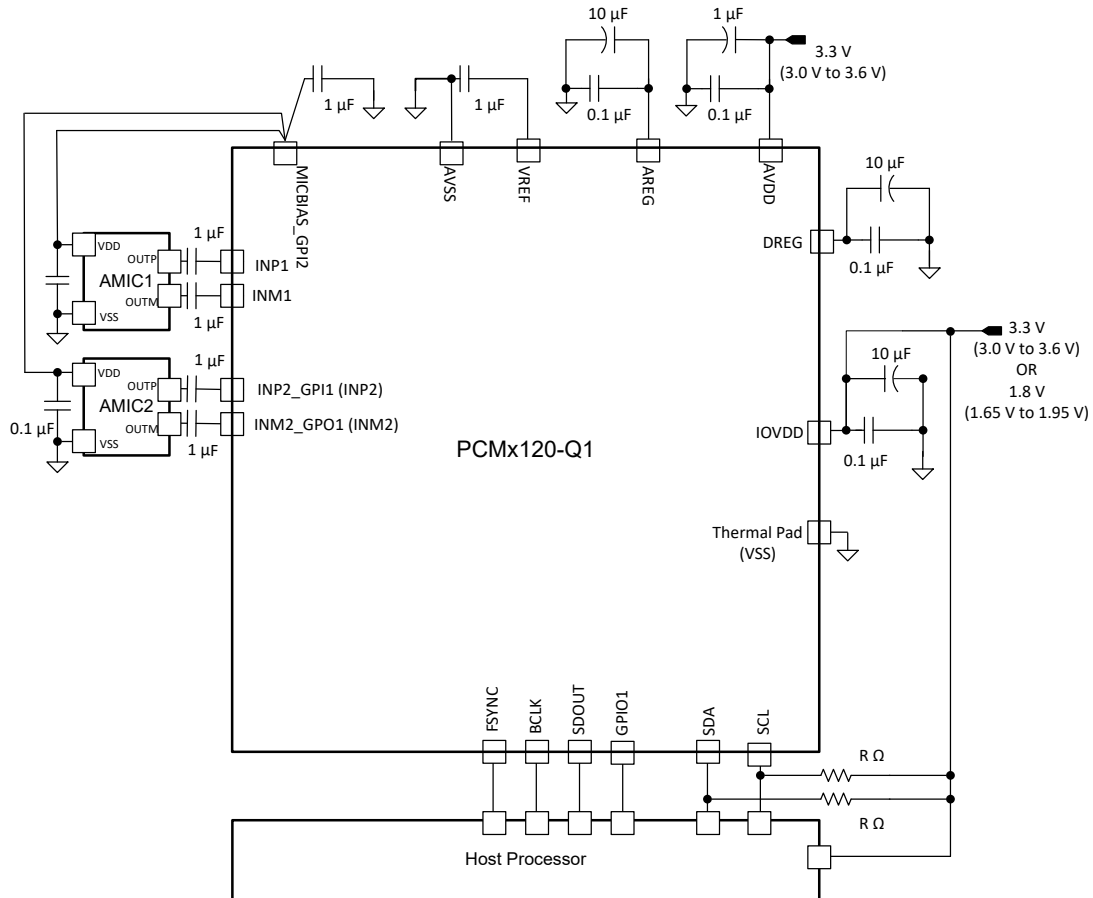 10 µF
1 µF
3.3 V
(3.0 V to 3.6 V)
1 µF
1 µF
0.1 µF
0.1 µF
MICBIAS_GPI2
AVSS
VREF
AREG
AVDD
10 µF
DREG
0.1 µF
1 µF
VDD
OUTP
AMIC1
OUTM
VSS
INP1
INM1
1 µF
3.3 V
(3.0 V to 3.6 V)
OR
1.8 V
(1.65 V to 1.95 V)
10 µF
IOVDD
0.1 µF
1 µF
VDD
OUTP
AMIC2
OUTM
VSS
0.1 µF
INP2_GPI1 (INP2)
INM2_GPO1 (INM2)
1 µF
PCMx120-Q1
Thermal Pad
(VSS)
FSYNC
BCLK
SDOUT
GPIO1
SDA
SCL
R Ω
R Ω
Host Processor